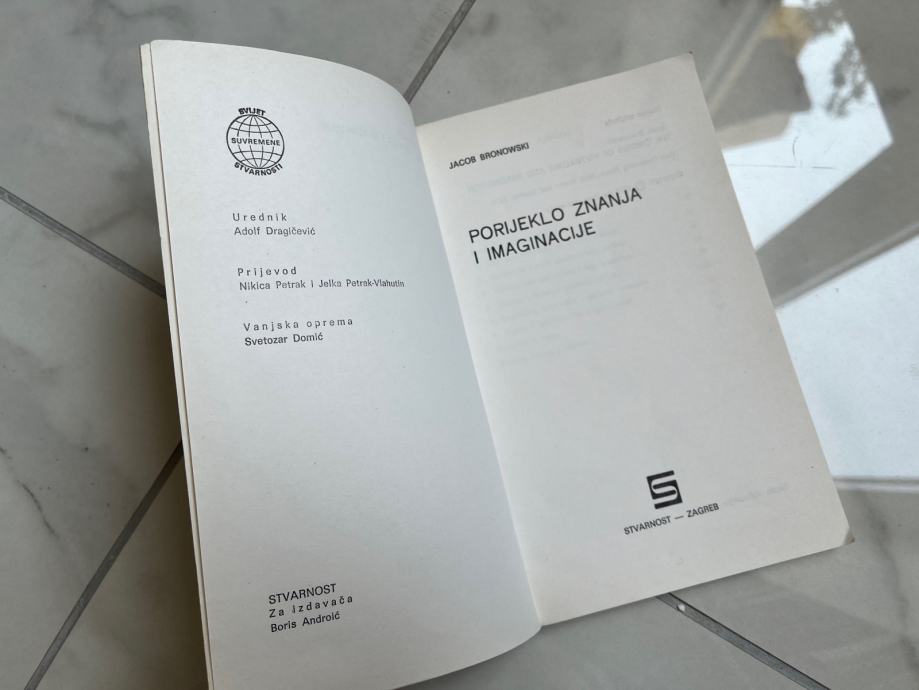 SVIJET
SUVREMENE
STVARNOSTI
Urednik
Adolf Dragičević
Prijevod
Nikica Petrak i Jelka Petrak-Vlahutin
Vanjska oprema
Svetozar Domić
STVARNOST
Za izdavača
Boris Androić
JACOB BRONOWSKI
PORIJEKLO ZNANJA
I IMAGINACIJE
STVARNOST — ZAGREB